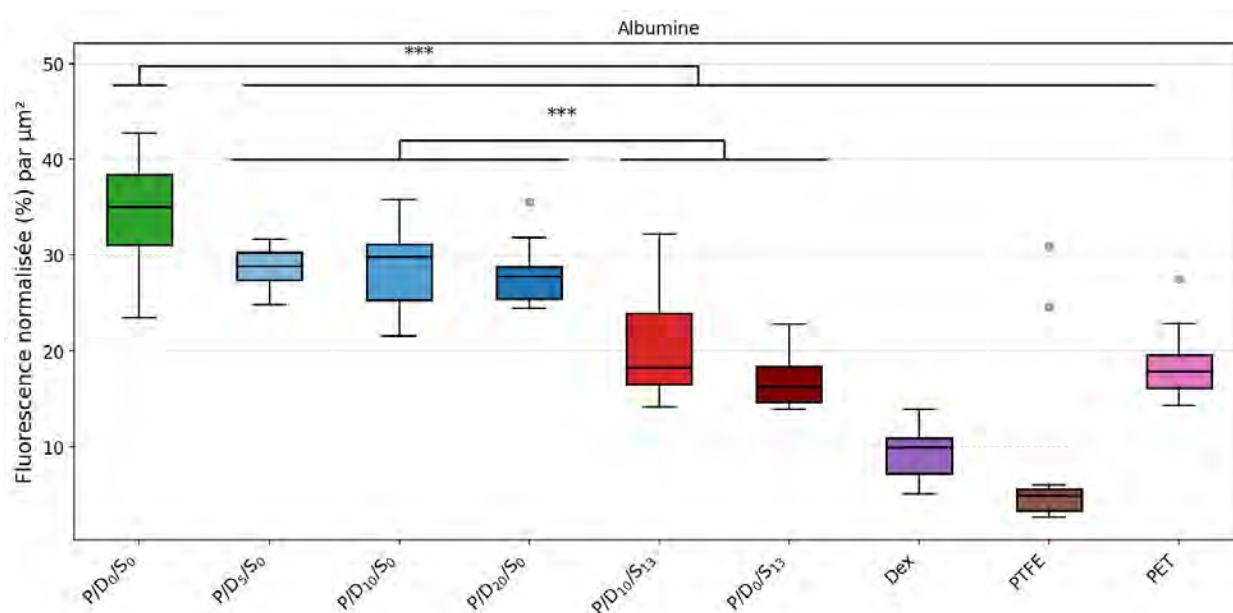 Albumine
***
***
Fluorescence normalisée (%) par µm²
50
40
30
20
10
P/D₀/S₀
P/D₅/S₀
P/D₁₀/S₀
P/D₂₀/S₀
P/D₁₀/S₁₃
P/D₀/S₁₃
Dex
PTFE
PET